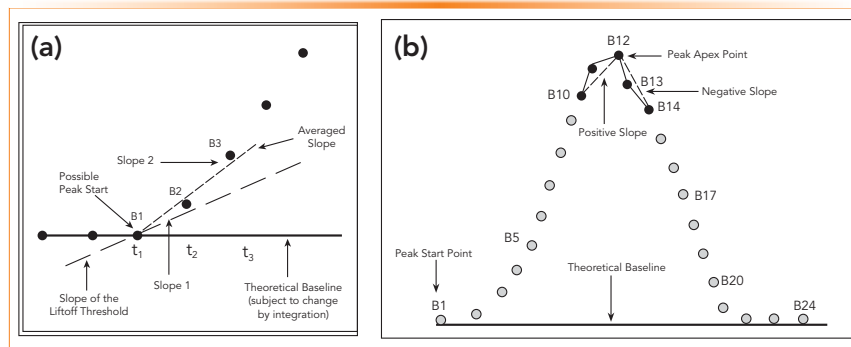 (a)
B3
Averaged
Slope
Slope 2
Possible
Peak Start
B2
B1
t1
t2
t3
Slope 1
Slope of the
Liftoff Threshold
Theoretical Baseline
(subject to change
by integration)
(b)
B12
Peak Apex Point
B10
B13
Negative Slope
B14
Positive Slope
B17
B5
Peak Start Point
Theoretical Baseline
B20
B1
B24